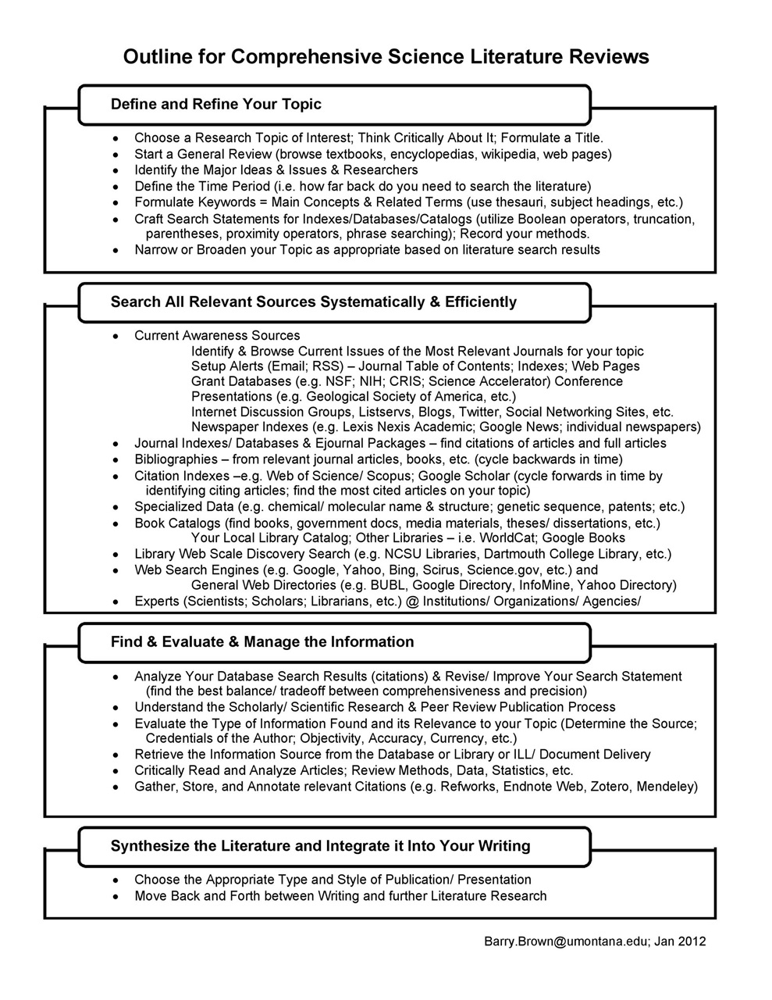 Outline for Comprehensive Science Literature Reviews
Define and Refine Your Topic
• Choose a Research Topic of Interest; Think Critically About It; Formulate a Title.
• Start a General Review (browse textbooks, encyclopedias, wikipedia, web pages)
• Identify the Major Ideas & Issues & Researchers
• Define the Time Period (i.e. how far back do you need to search the literature)
• Formulate Keywords = Main Concepts & Related Terms (use thesauri, subject headings, etc.)
• Craft Search Statements for Indexes/Databases/Catalogs (utilize Boolean operators, truncation,
parentheses, proximity operators, phrase searching); Record your methods.
• Narrow or Broaden your Topic as appropriate based on literature search results
Search All Relevant Sources Systematically & Efficiently
• Current Awareness Sources
Identify & Browse Current Issues of the Most Relevant Journals for your topic
Setup Alerts (Email; RSS) – Journal Table of Contents; Indexes; Web Pages
Grant Databases (e.g. NSF; NIH; CRIS; Science Accelerator) Conference
Presentations (e.g. Geological Society of America, etc.)
Internet Discussion Groups, Listservs, Blogs, Twitter, Social Networking Sites, etc.
Newspaper Indexes (e.g. Lexis Nexis Academic; Google News; individual newspapers)
• Journal Indexes/ Databases & Ejournal Packages – find citations of articles and full articles
• Bibliographies – from relevant journal articles, books, etc. (cycle backwards in time)
• Citation Indexes –e.g. Web of Science/ Scopus; Google Scholar (cycle forwards in time by
identifying citing articles; find the most cited articles on your topic)
• Specialized Data (e.g. chemical/ molecular name & structure; genetic sequence, patents; etc.)
• Book Catalogs (find books, government docs, media materials, theses/ dissertations, etc.)
Your Local Library Catalog; Other Libraries – i.e. WorldCat; Google Books
• Library Web Scale Discovery Search (e.g. NCSU Libraries, Dartmouth College Library, etc.)
• Web Search Engines (e.g. Google, Yahoo, Bing, Scirus, Science.gov, etc.) and
General Web Directories (e.g. BUBL, Google Directory, InfoMine, Yahoo Directory)
• Experts (Scientists; Scholars; Librarians, etc.) @ Institutions/ Organizations/ Agencies/
Find & Evaluate & Manage the Information
• Analyze Your Database Search Results (citations) & Revise/ Improve Your Search Statement
(find the best balance/ tradeoff between comprehensiveness and precision)
• Understand the Scholarly/ Scientific Research & Peer Review Publication Process
• Evaluate the Type of Information Found and its Relevance to your Topic (Determine the Source;
Credentials of the Author; Objectivity, Accuracy, Currency, etc.)
• Retrieve the Information Source from the Database or Library or ILL/ Document Delivery
• Critically Read and Analyze Articles; Review Methods, Data, Statistics, etc.
• Gather, Store, and Annotate relevant Citations (e.g. Refworks, Endnote Web, Zotero, Mendeley)
Synthesize the Literature and Integrate it Into Your Writing
• Choose the Appropriate Type and Style of Publication/ Presentation
• Move Back and Forth between Writing and further Literature Research
Barry.Brown@umontana.edu; Jan 2012